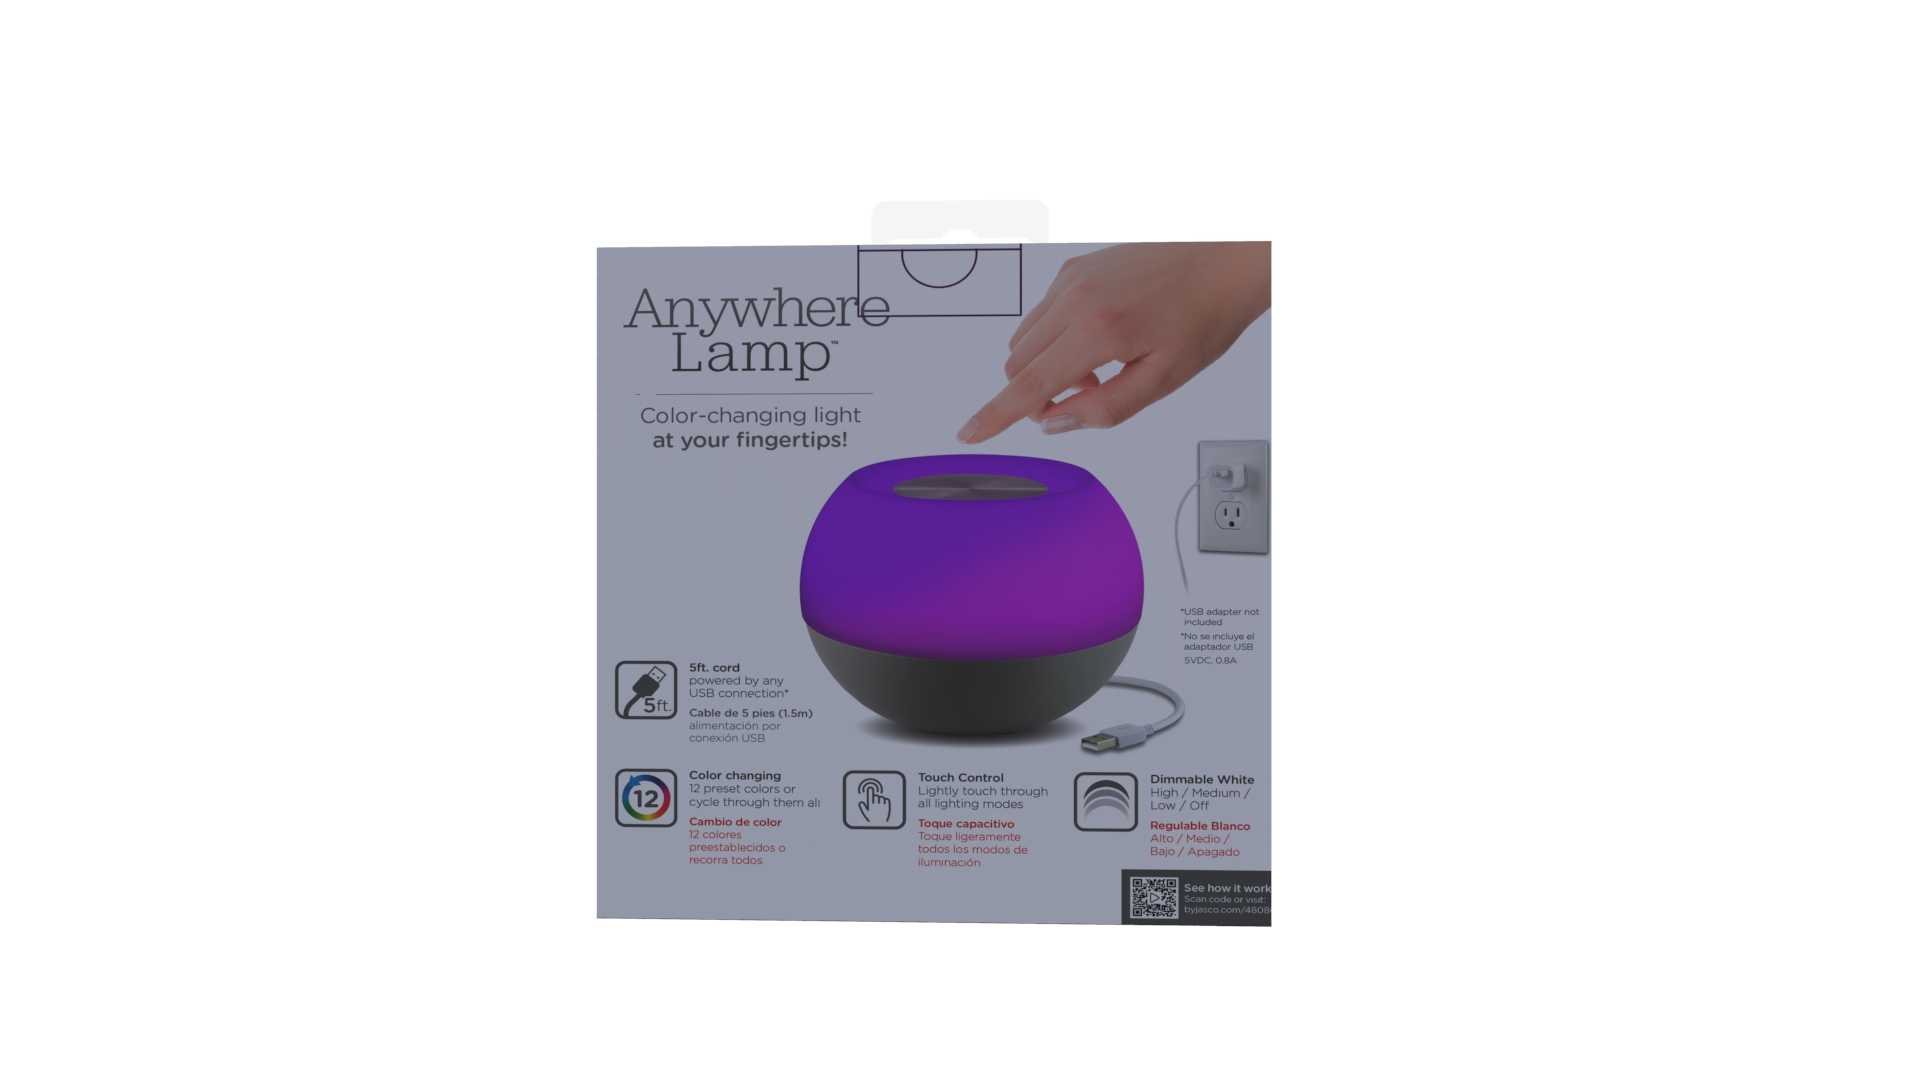 Anywhere
Lamp™
Color-changing light
at your fingertips!
*USB adapter not
included
*No se incluye el
adaptador USB
5VDC, 0.8A
5ft.
5ft. cord
powered by any
USB connection*
Cable de 5 pies (1.5m)
alimentación por
conexión USB
12
Color changing
12 preset colors or
cycle through them all
Cambio de color
12 colores
preestablecidos o
recorra todos
Touch Control
Lightly touch through
all lighting modes
Toque capacitivo
Toque ligeramente
todos los modos de
iluminación
Dimmable White
High / Medium /
Low / Off
Regulable Blanco
Alto / Medio /
Bajo / Apagado
See how it work
Scan code or visit:
byjasco.com/4808